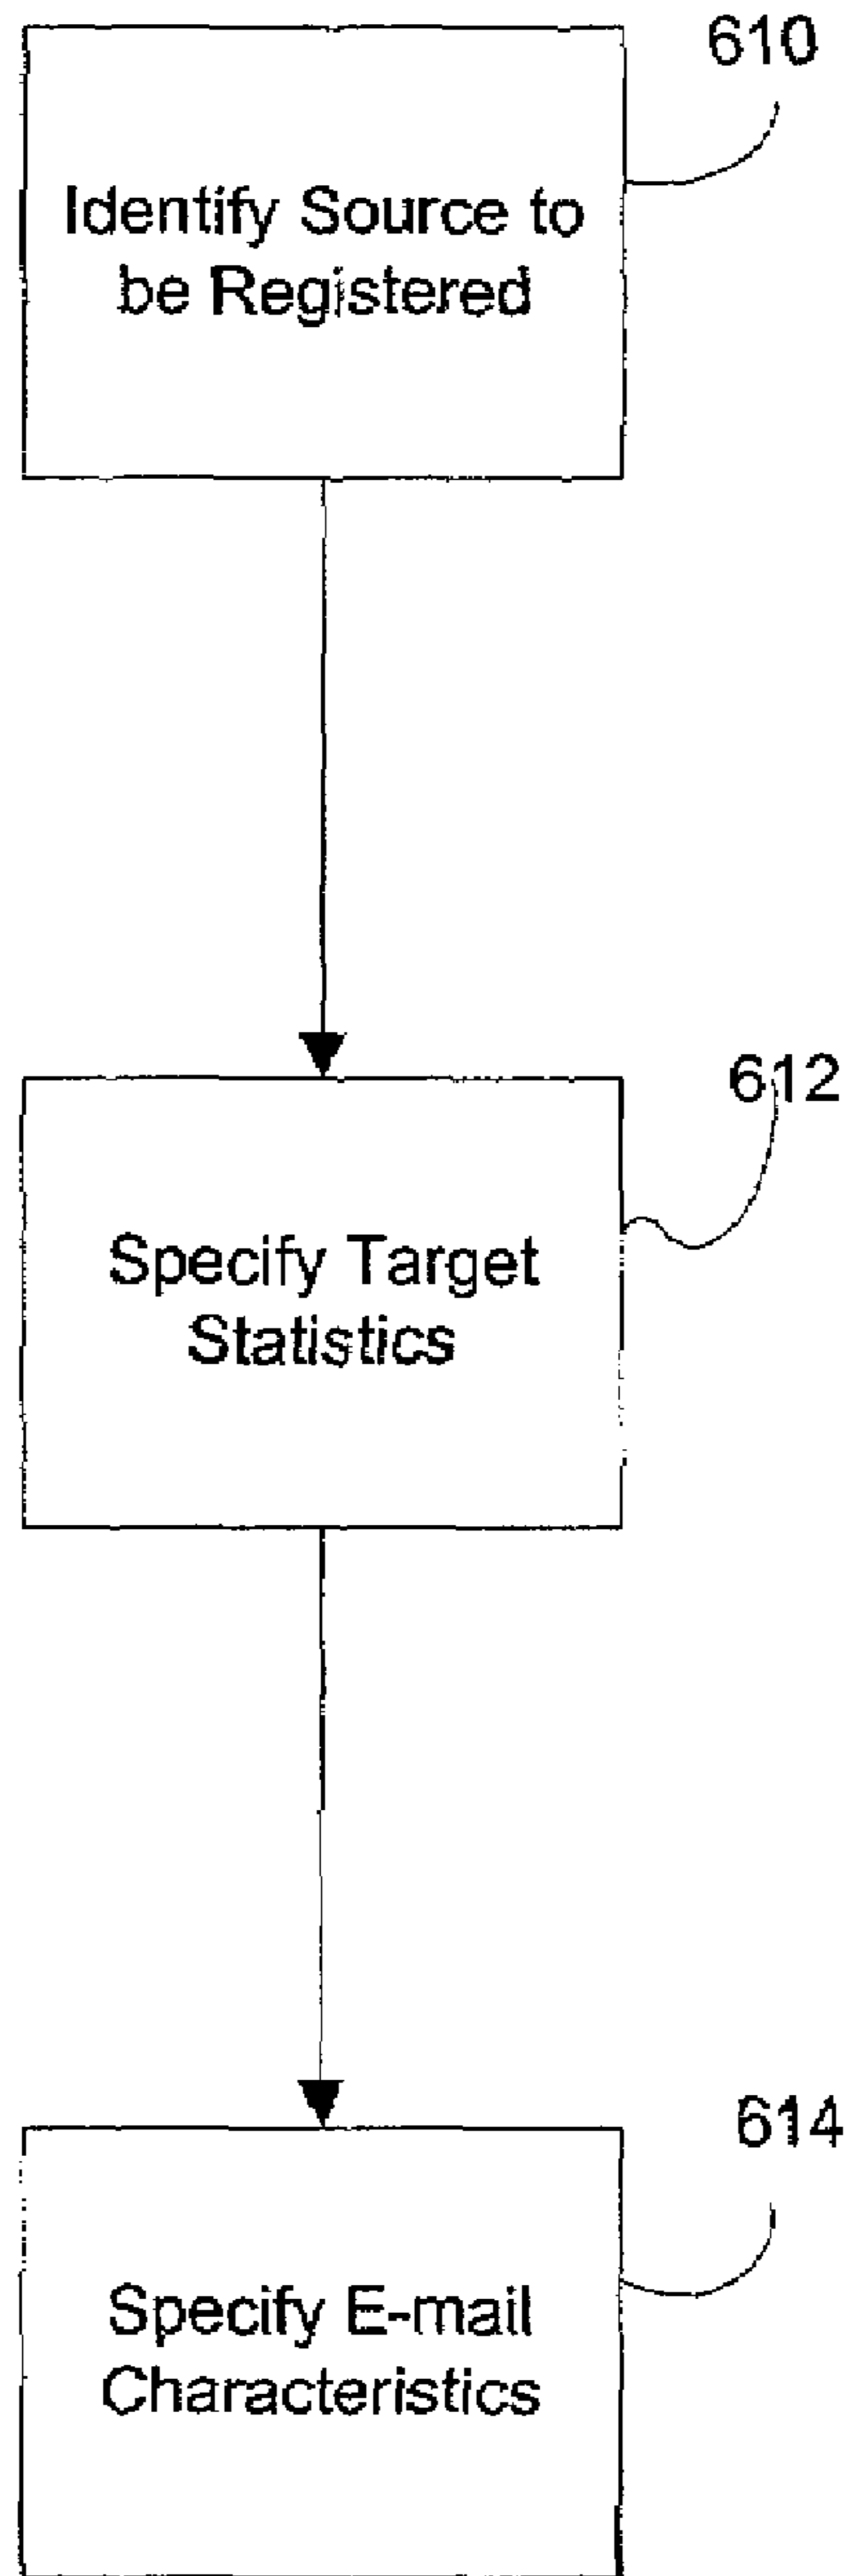 610
Identify Source to
be Registered
612
Specify Target
Statistics
614
Specify E-mail
Characteristics